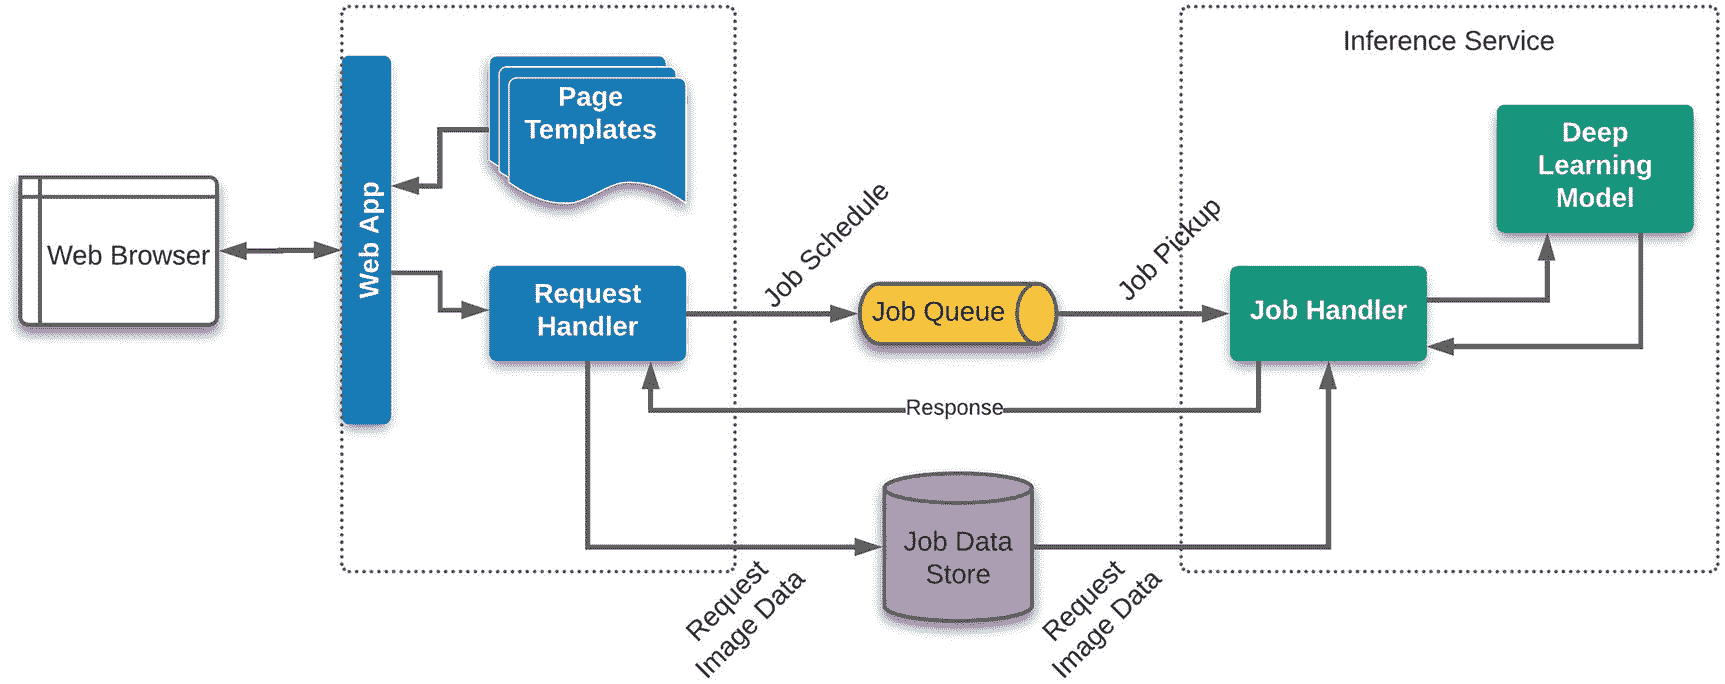 Inference Service
Page
Templates
Deep
Learning
Model
Web Browser
Web App
Request
Handler
Job Schedule
Job Queue
Job Pickup
Job Handler
Response
Job Data
Store
Request
Image Data
Request
Image Data